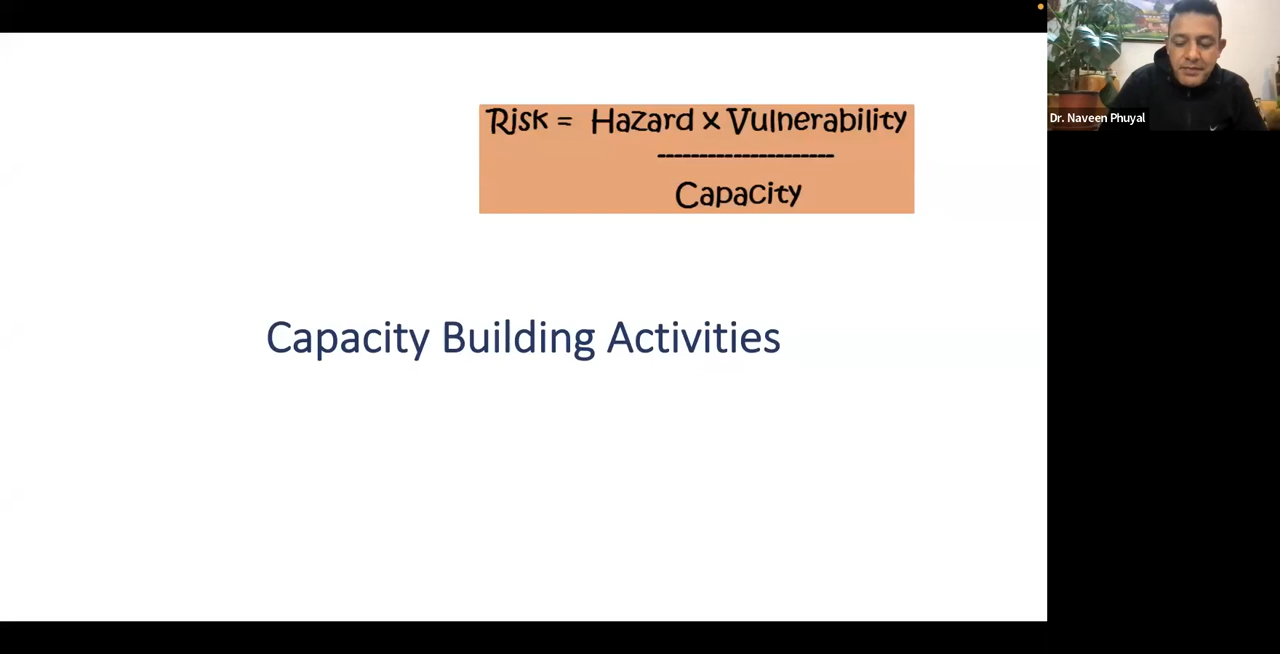 Risk = Hazard x Vulnerability
---------------------
Capacity
Capacity Building Activities
Dr. Naveen Phuyal